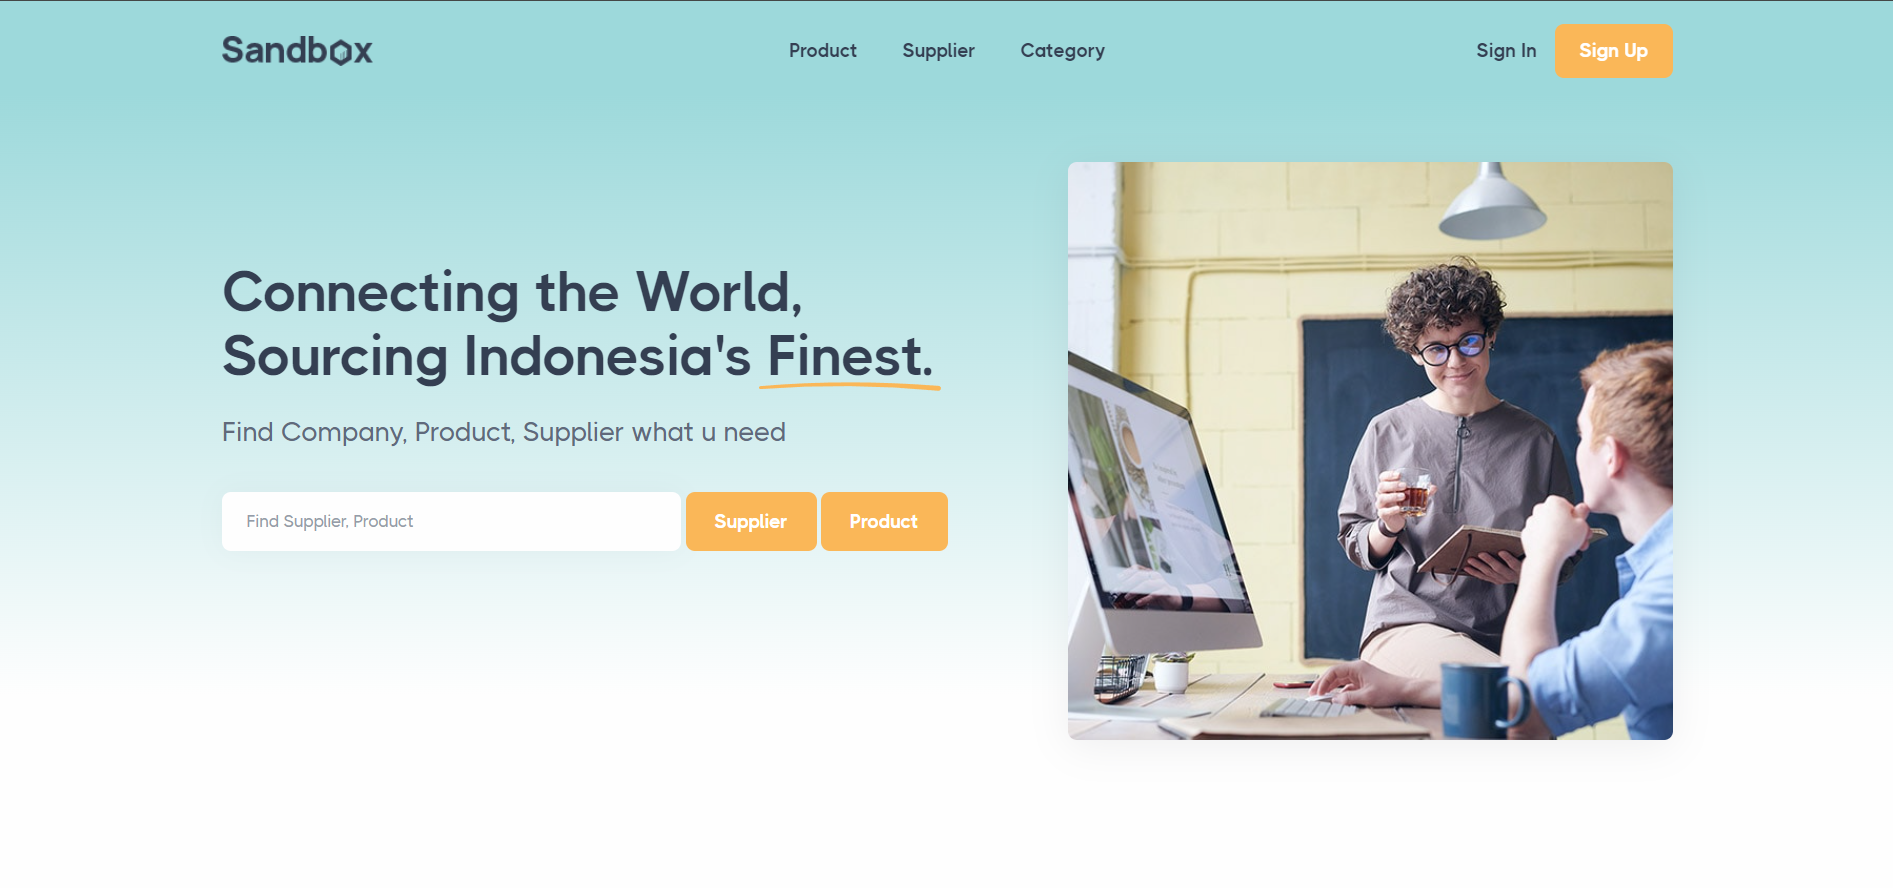 Sandbox
Product
Supplier
Category
Sign In
Sign Up
Connecting the World,
Sourcing Indonesia's Finest.
Find Company, Product, Supplier what u need
Find Supplier, Product
Supplier
Product